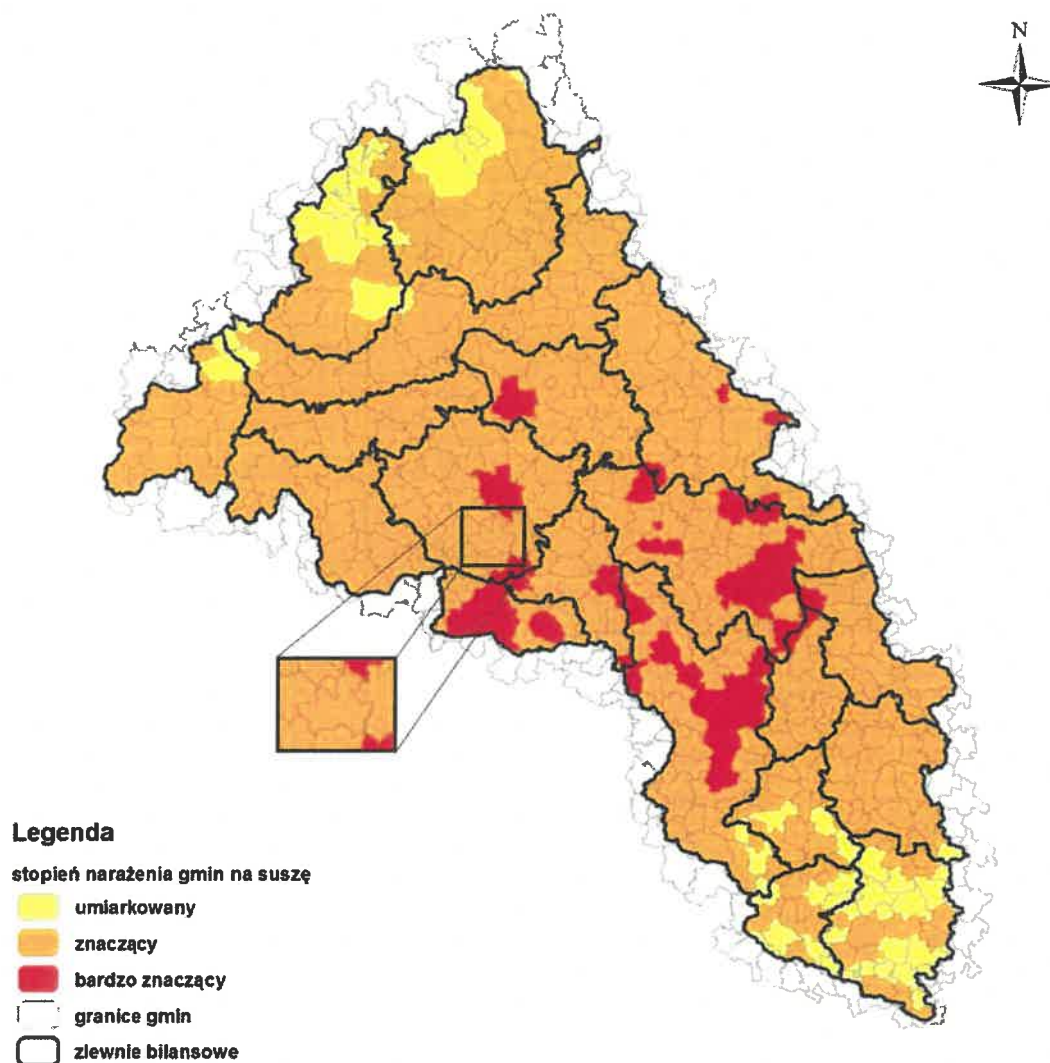 N
Legenda
stopień narażenia gmin na suszę
umiarkowany
znaczący
bardzo znaczący
granice gmin
zlewnie bilansowe